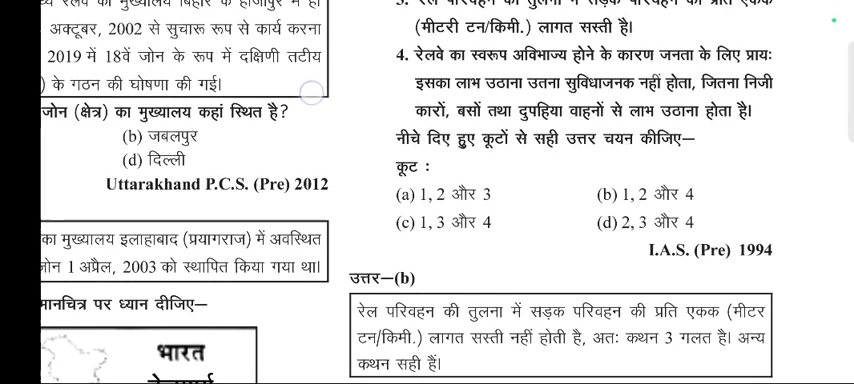 अक्टूबर, 2002 से सुचारू रूप से कार्य करना
2019 में 18वें जोन के रूप में दक्षिणी तटीय
) के गठन की घोषणा की गई।
जोन (क्षेत्र) का मुख्यालय कहां स्थित है?
(b) जबलपुर
(d) दिल्ली
Uttarakhand P.C.S. (Pre) 2012
का मुख्यालय इलाहाबाद (प्रयागराज) में अवस्थित
जोन 1 अप्रैल, 2003 को स्थापित किया गया था।
मानचित्र पर ध्यान दीजिए—
भारत
(मीटरी टन/किमी.) लागत सस्ती है।
4. रेलवे का स्वरूप अविभाज्य होने के कारण जनता के लिए प्रायः
इसका लाभ उठाना उतना सुविधाजनक नहीं होता, जितना निजी
कारों, बसों तथा दुपहिया वाहनों से लाभ उठाना होता है।
नीचे दिए हुए कूटों से सही उत्तर चयन कीजिए—
कूट :
(a) 1, 2 और 3 (b) 1, 2 और 4
(c) 1, 3 और 4 (d) 2, 3 और 4
I.A.S. (Pre) 1994
उत्तर—(b)
रेल परिवहन की तुलना में सड़क परिवहन की प्रति एकक (मीटर
टन/किमी.) लागत सस्ती नहीं होती है, अतः कथन 3 गलत है। अन्य
कथन सही हैं।